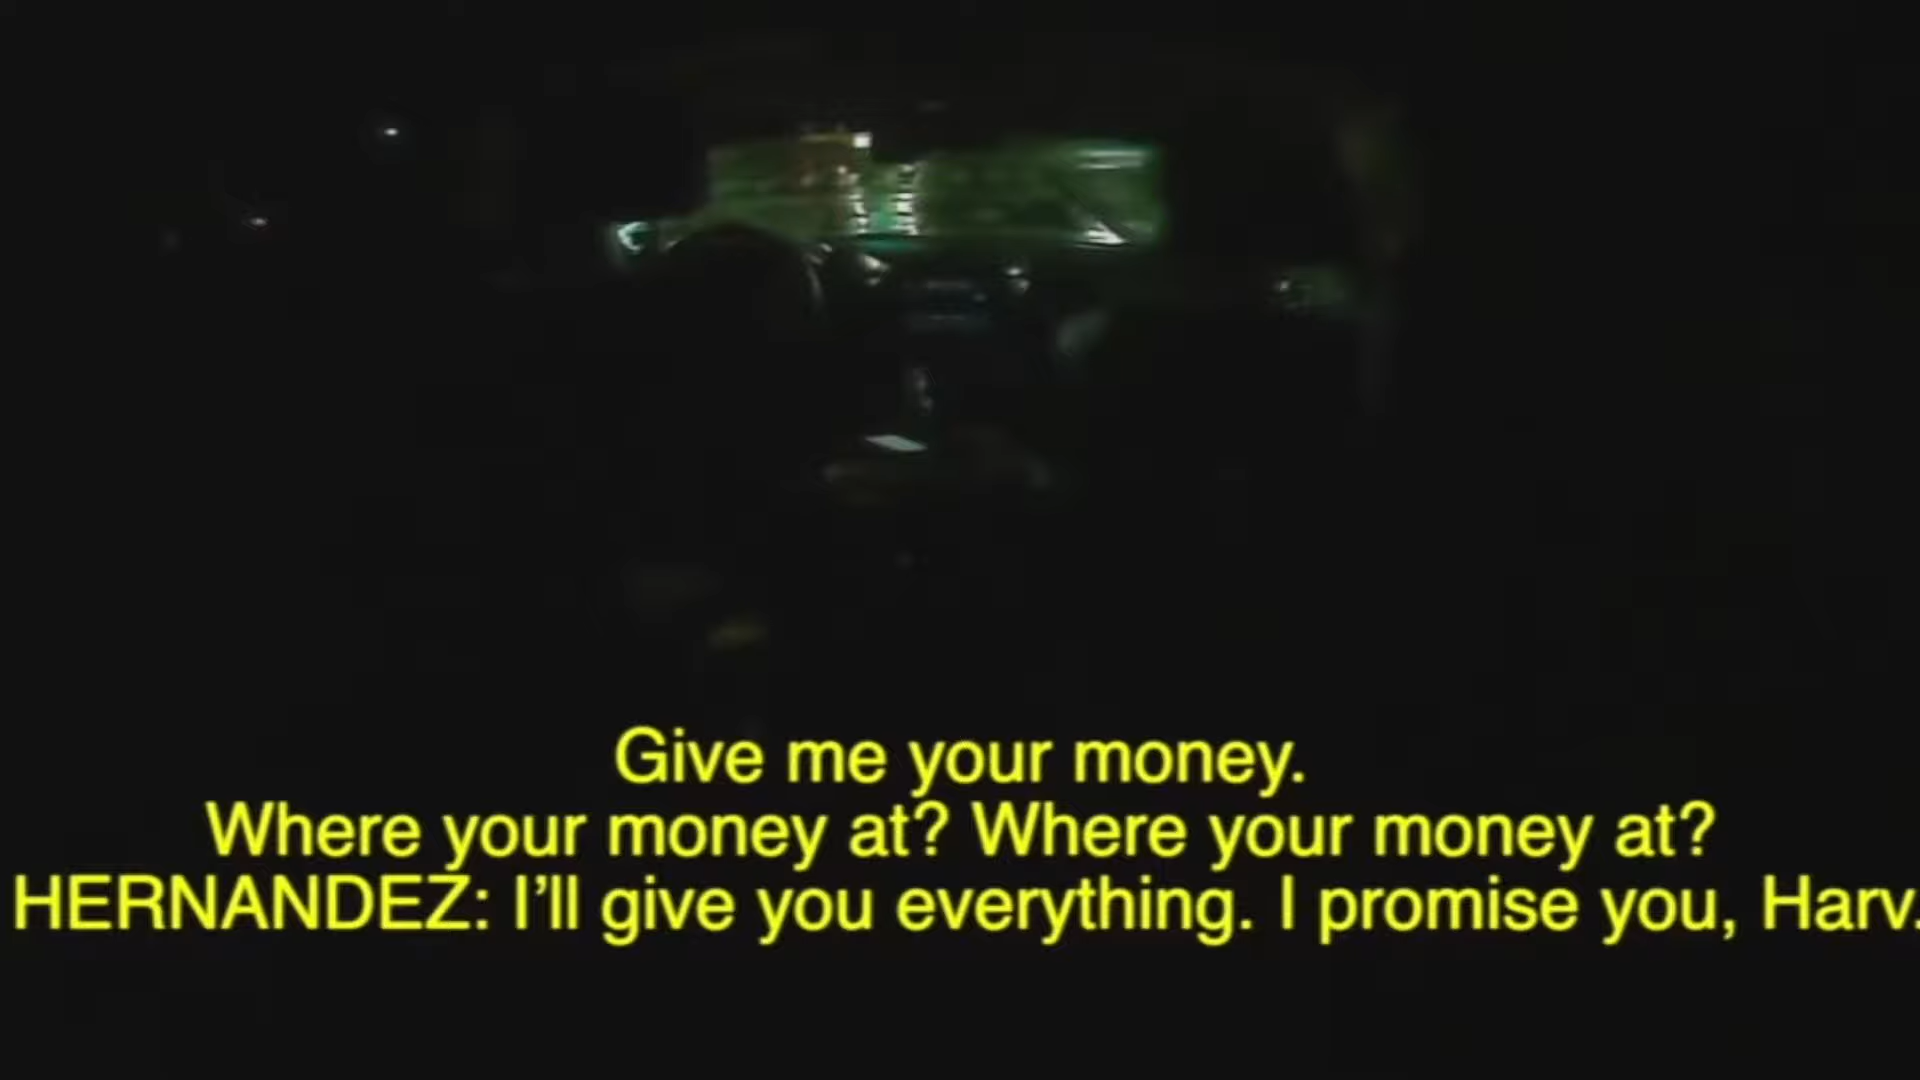 Give me your money.
Where your money at? Where your money at?
HERNANDEZ: I’ll give you everything. I promise you, Harv.